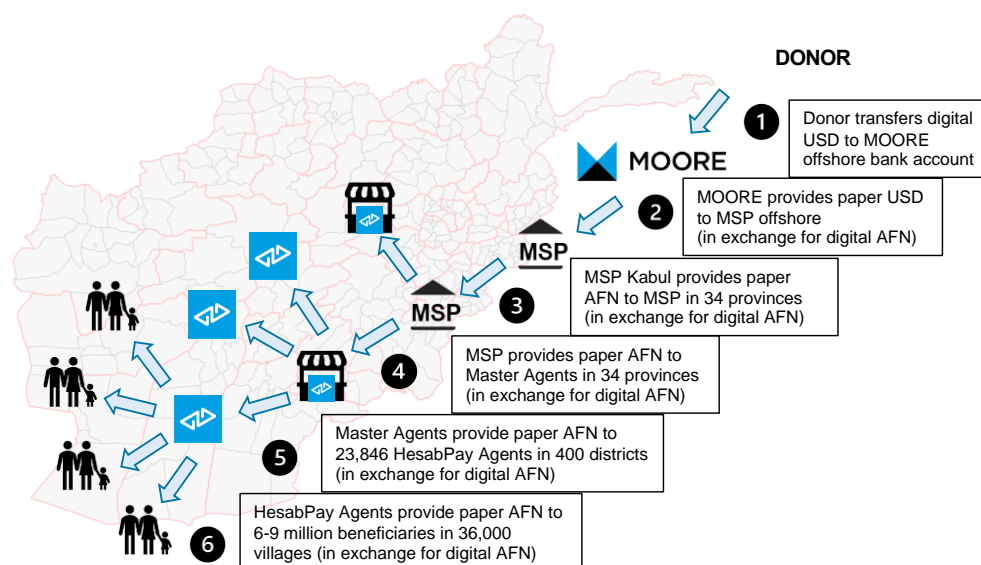 DONOR
1
Donor transfers digital
USD to MOORE
offshore bank account
MOORE
2
MOORE provides paper USD
to MSP offshore
(in exchange for digital AFN)
MSP
3
MSP Kabul provides paper
AFN to MSP in 34 provinces
(in exchange for digital AFN)
MSP
4
MSP provides paper AFN to
Master Agents in 34 provinces
(in exchange for digital AFN)
5
Master Agents provide paper AFN to
23,846 HesabPay Agents in 400 districts
(in exchange for digital AFN)
6
HesabPay Agents provide paper AFN to
6-9 million beneficiaries in 36,000
villages (in exchange for digital AFN)